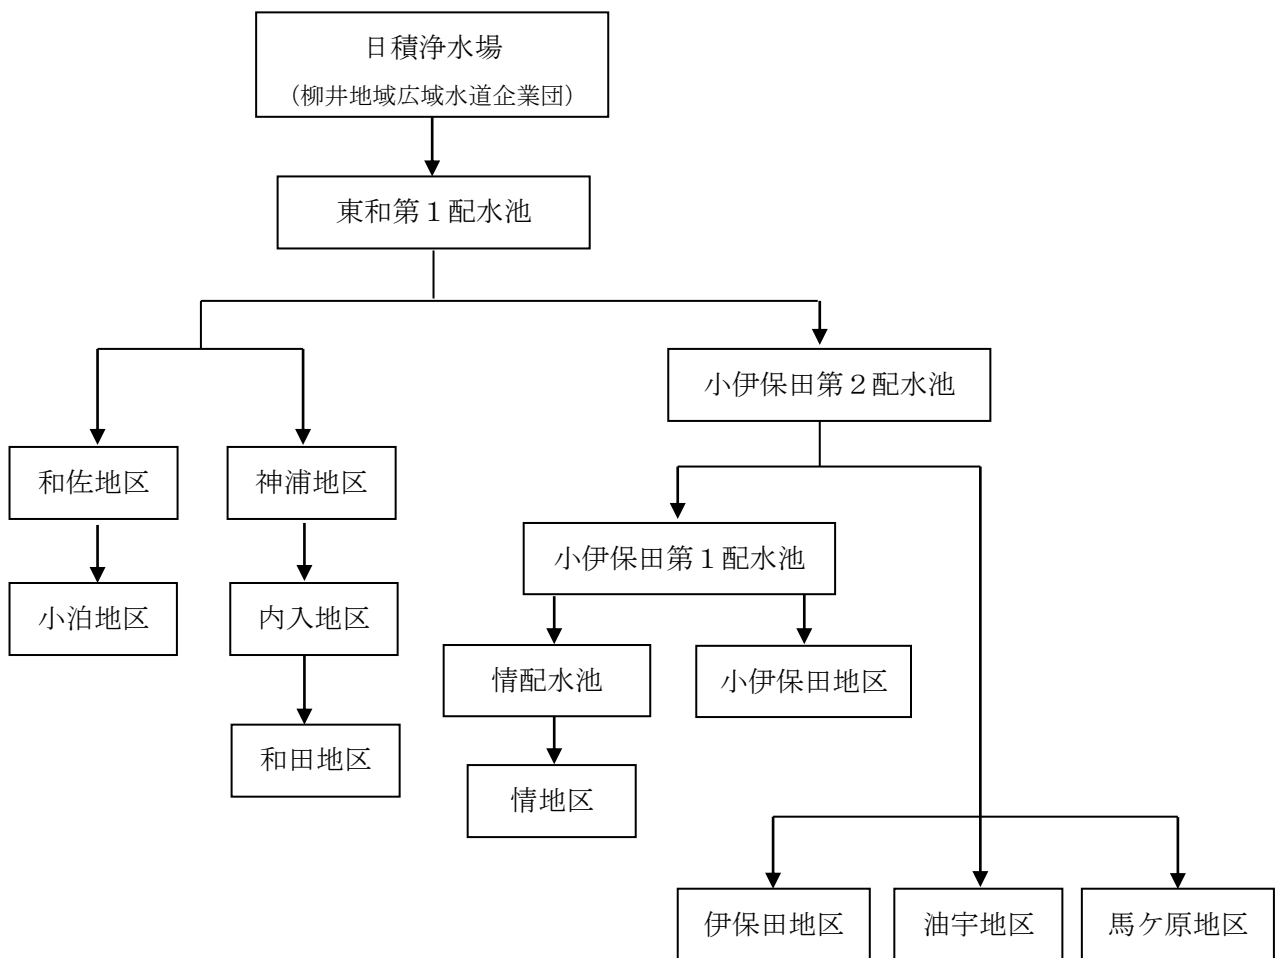 日積浄水場
（柳井地域広域水道企業団）
東和第１配水池
小伊保田第２配水池
和佐地区
神浦地区
小伊保田第１配水池
小泊地区
内入地区
情配水池
小伊保田地区
和田地区
情地区
伊保田地区
油宇地区
馬ケ原地区